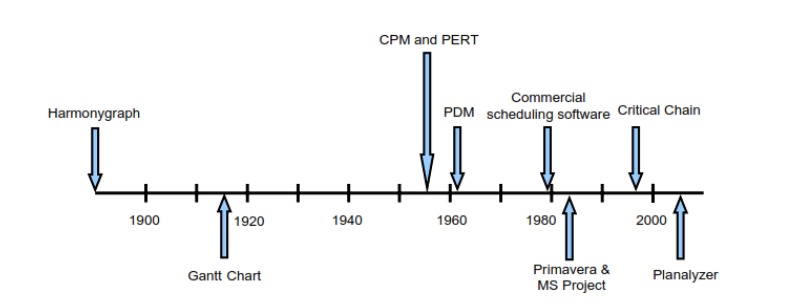 CPM and PERT
Harmonygraph
PDM
Commercial
scheduling software
Critical Chain
1900
1920
1940
1960
1980
2000
Gantt Chart
Primavera &
MS Project
Planalyzer